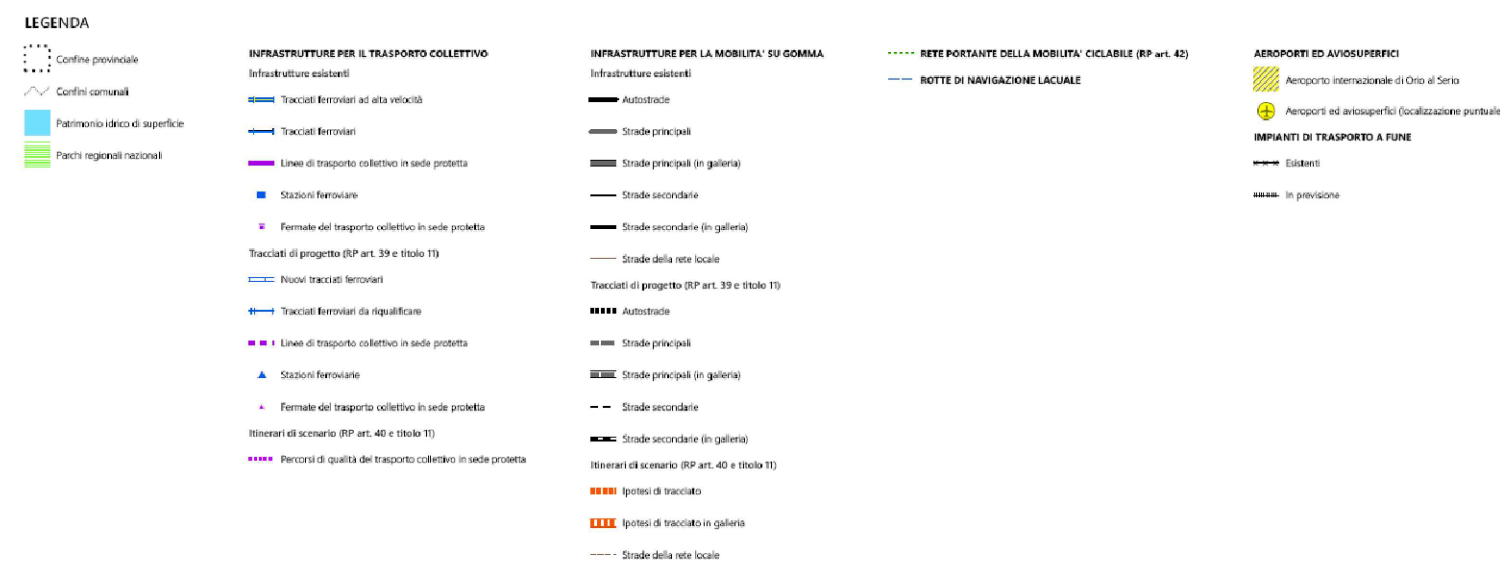 LEGENDA
Confine provinciale
Confini comunali
Patrimonio idrico di superficie
Parchi regionali nazionali
INFRASTRUTTURE PER IL TRASPORTO COLLETTIVO
Infrastrutture esistenti
Tracciati ferroviari ad alta velocità
Tracciati ferroviari
Linee di trasporto collettivo in sede protetta
Stazioni ferroviare
Fermate del trasporto collettivo in sede protetta
Tracciati di progetto (RP art. 39 e titolo 11)
Nuovi tracciati ferroviari
Tracciati ferroviari da riqualificare
Linee di trasporto collettivo in sede protetta
Stazioni ferroviarie
Fermate del trasporto collettivo in sede protetta
Itinerari di scenario (RP art. 40 e titolo 11)
Percorsi di qualità del trasporto collettivo in sede protetta
INFRASTRUTTURE PER LA MOBILITA' SU GOMMA
Infrastrutture esistenti
Autostrade
Strade principali
Strade principali (in galleria)
Strade secondarie
Strade secondarie (in galleria)
Strade della rete locale
Tracciati di progetto (RP art. 39 e titolo 11)
Autostrade
Strade principali
Strade principali (in galleria)
Strade secondarie
Strade secondarie (in galleria)
Itinerari di scenario (RP art. 40 e titolo 11)
Ipotesi di tracciato
Ipotesi di tracciato in galleria
Strade della rete locale
RETE PORTANTE DELLA MOBILITA' CICLABILE (RP art. 42)
ROTTE DI NAVIGAZIONE LACUALE
AEROPORTI ED AVIOSUPERFICI
Aeroporto internazionale di Orio al Serio
Aeroporti ed aviosuperfici (localizzazione puntuale
IMPIANTI DI TRASPORTO A FUNE
Esistenti
In previsione